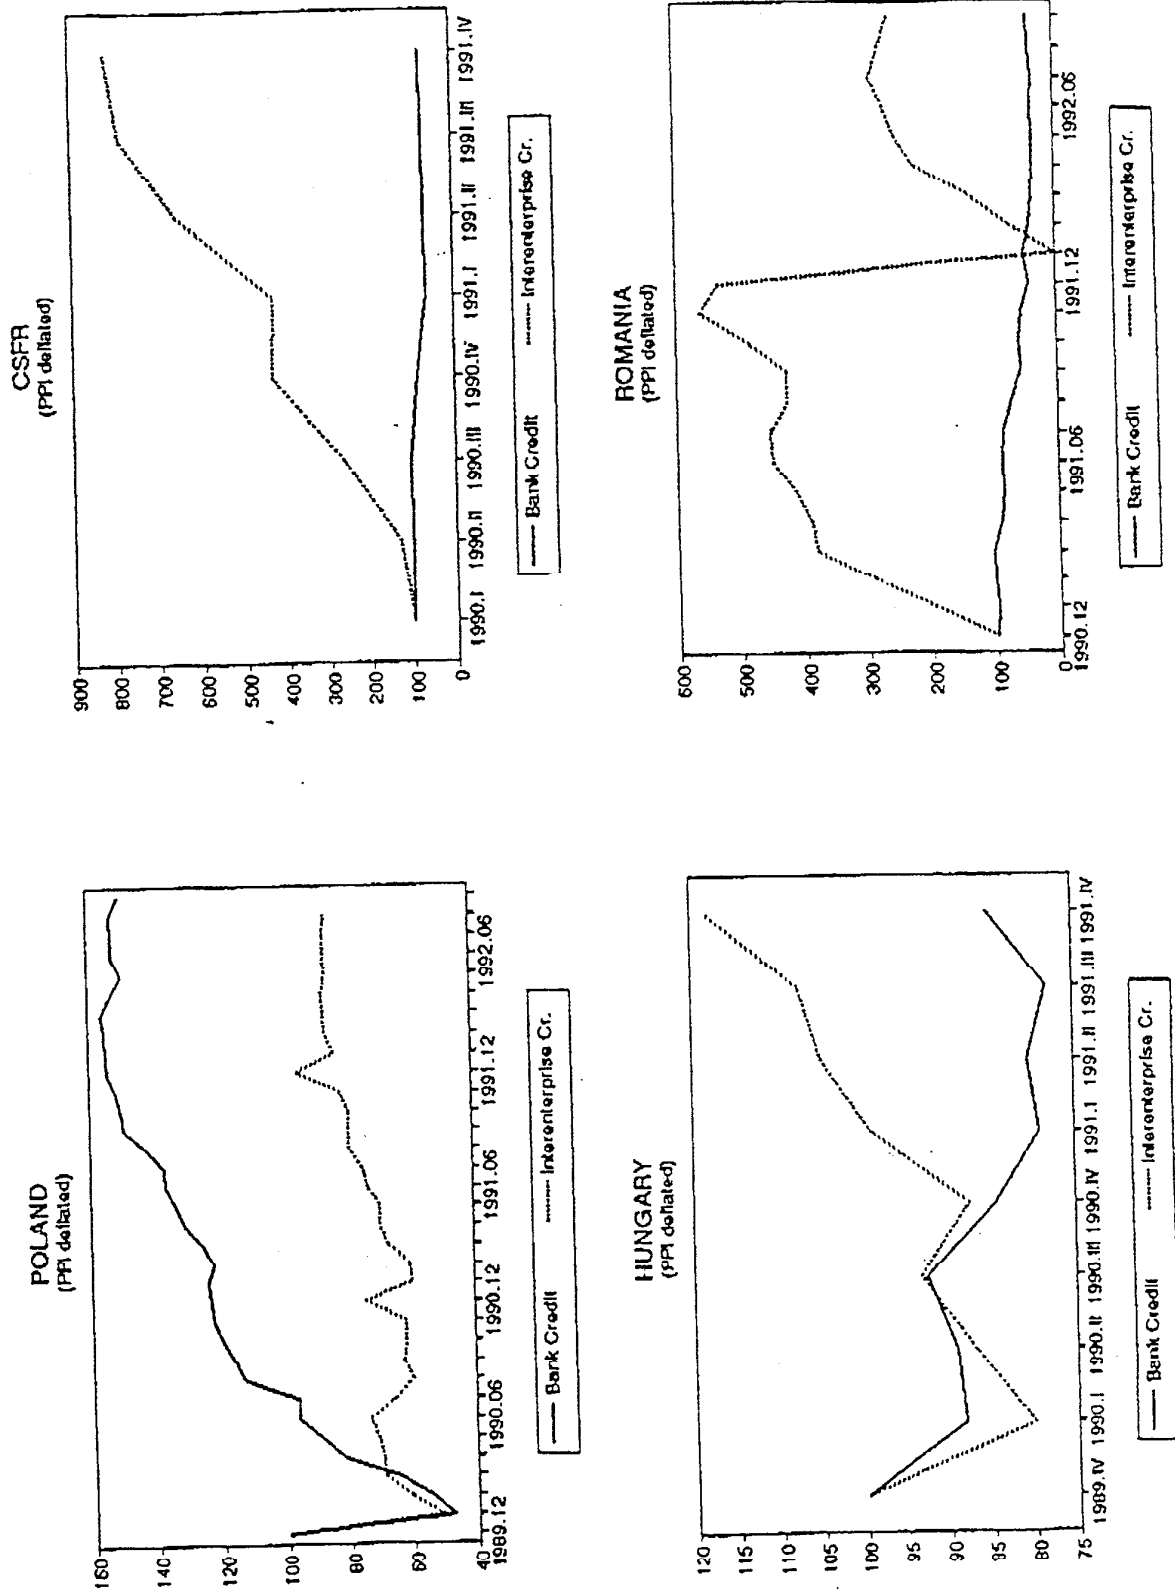 POLAND
(PPI deflated)
160
140
120
100
80
60
40
1989.12 1990.06 1990.12 1991.06 1991.12 1992.06
Bank Credit Interenterprise Cr.
CSFR
(PPI deflated)
900
800
700
600
500
400
300
200
100
0
1990.I 1990.II 1990.III 1990.IV 1991.I 1991.II 1991.III 1991.IV
Bank Credit Interenterprise Cr.
HUNGARY
(PPI deflated)
120
115
110
105
100
95
90
85
80
75
1989.IV 1990.I 1990.II 1990.III 1990.IV 1991.I 1991.II 1991.III 1991.IV
Bank Credit Interenterprise Cr.
ROMANIA
(PPI deflated)
600
500
400
300
200
100
0
1990.12 1991.06 1991.12 1992.06
Bank Credit Interenterprise Cr.